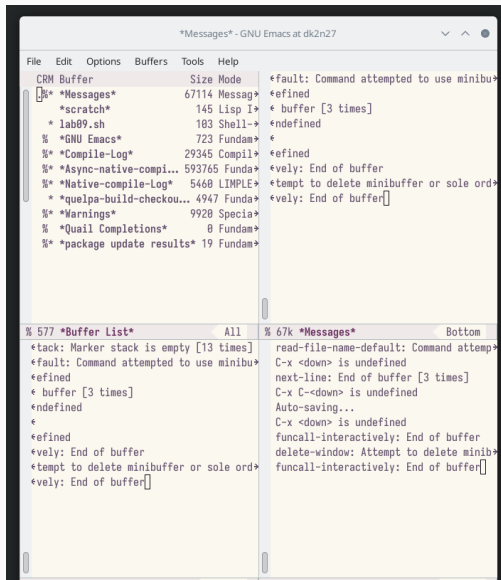 *Messages* - GNU Emacs at dk2n27
File Edit Options Buffers Tools Help
CRM Buffer Size Mode
.%* *Messages* 67114 Messag→
*scratch* 145 Lisp I→
* lab09.sh 103 Shell-→
% *GNU Emacs* 723 Fundam→
%* *Compile-Log* 29345 Compil→
%* *Async-native-compi... 593765 Funda→
%* *Native-compile-Log* 5460 LIMPLE→
* *quelpa-build-checkou... 4947 Funda→
%* *Warnings* 9920 Specia→
% *Quail Completions* 0 Fundam→
%* *package update results* 19 Fundam→
% 577 *Buffer List* All
←fault: Command attempted to use minibu→
←efined
← buffer [3 times]
←ndefined
←
←efined
←vely: End of buffer
←tempt to delete minibuffer or sole ord→
←vely: End of buffer
% 67k *Messages* Bottom
←tack: Marker stack is empty [13 times]
←fault: Command attempted to use minibu→
←efined
← buffer [3 times]
←ndefined
←
←efined
←vely: End of buffer
←tempt to delete minibuffer or sole ord→
←vely: End of buffer
read-file-name-default: Command attemp→
C-x <down> is undefined
next-line: End of buffer [3 times]
C-x C-<down> is undefined
Auto-saving...
C-x <down> is undefined
funcall-interactively: End of buffer
delete-window: Attempt to delete minib→
funcall-interactively: End of buffer